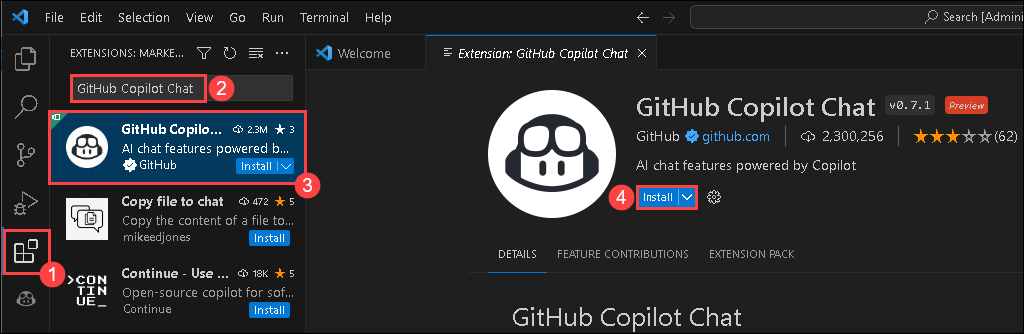 File Edit Selection View Go Run Terminal Help Search [Admini
EXTENSIONS: MARKE... ...
Welcome
Extension: GitHub Copilot Chat
GitHub Copilot Chat
2
GitHub Copilo... 2.3M 3
AI chat features powered b...
GitHub Install
3
Copy file to chat 472 5
Copy the content of a file to...
mikeedjones Install
1
Continue - Use ... 18K 5
Open-source copilot for sof...
Continue Install
>CON
TIN
UE_
GitHub Copilot Chat v0.7.1 Preview
GitHub github.com 2,300,256 (62)
AI chat features powered by Copilot
4 Install
DETAILS FEATURE CONTRIBUTIONS EXTENSION PACK
GitHub Copilot Chat